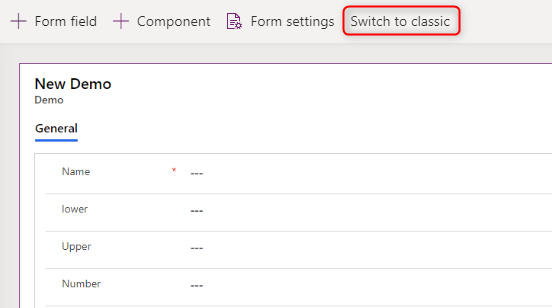 + Form field + Component Form settings Switch to classic
New Demo
Demo
General
Name * ---
lower ---
Upper ---
Number ---